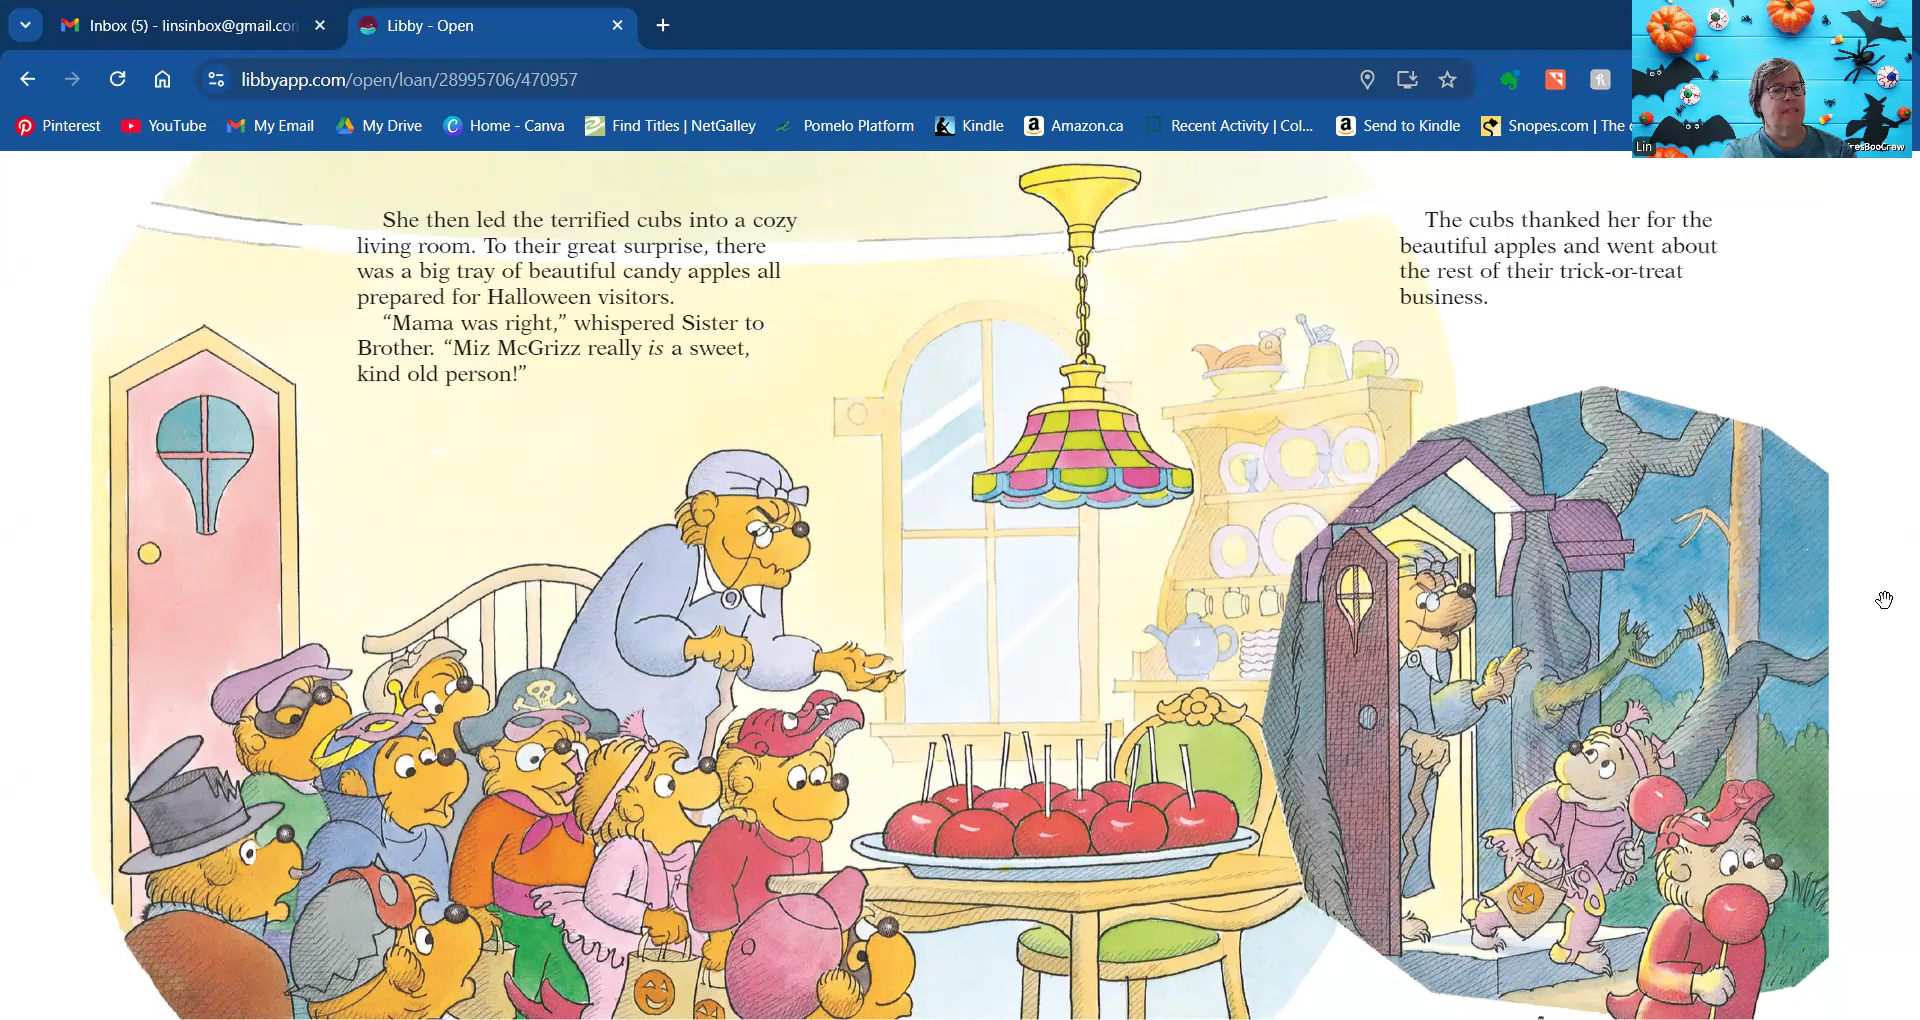 Inbox (5) - linsinbox@gmail.con
Libby - Open
libbyapp.com/open/loan/28995706/470957
Pinterest
YouTube
My Email
My Drive
Home - Canva
Find Titles | NetGalley
Pomelo Platform
Kindle
Amazon.ca
Recent Activity | Col...
Send to Kindle
Snopes.com | The
Lin
She then led the terrified cubs into a cozy
living room. To their great surprise, there
was a big tray of beautiful candy apples all
prepared for Halloween visitors.
“Mama was right,” whispered Sister to
Brother. “Miz McGrizz really is a sweet,
kind old person!”
The cubs thanked her for the
beautiful apples and went about
the rest of their trick-or-treat
business.